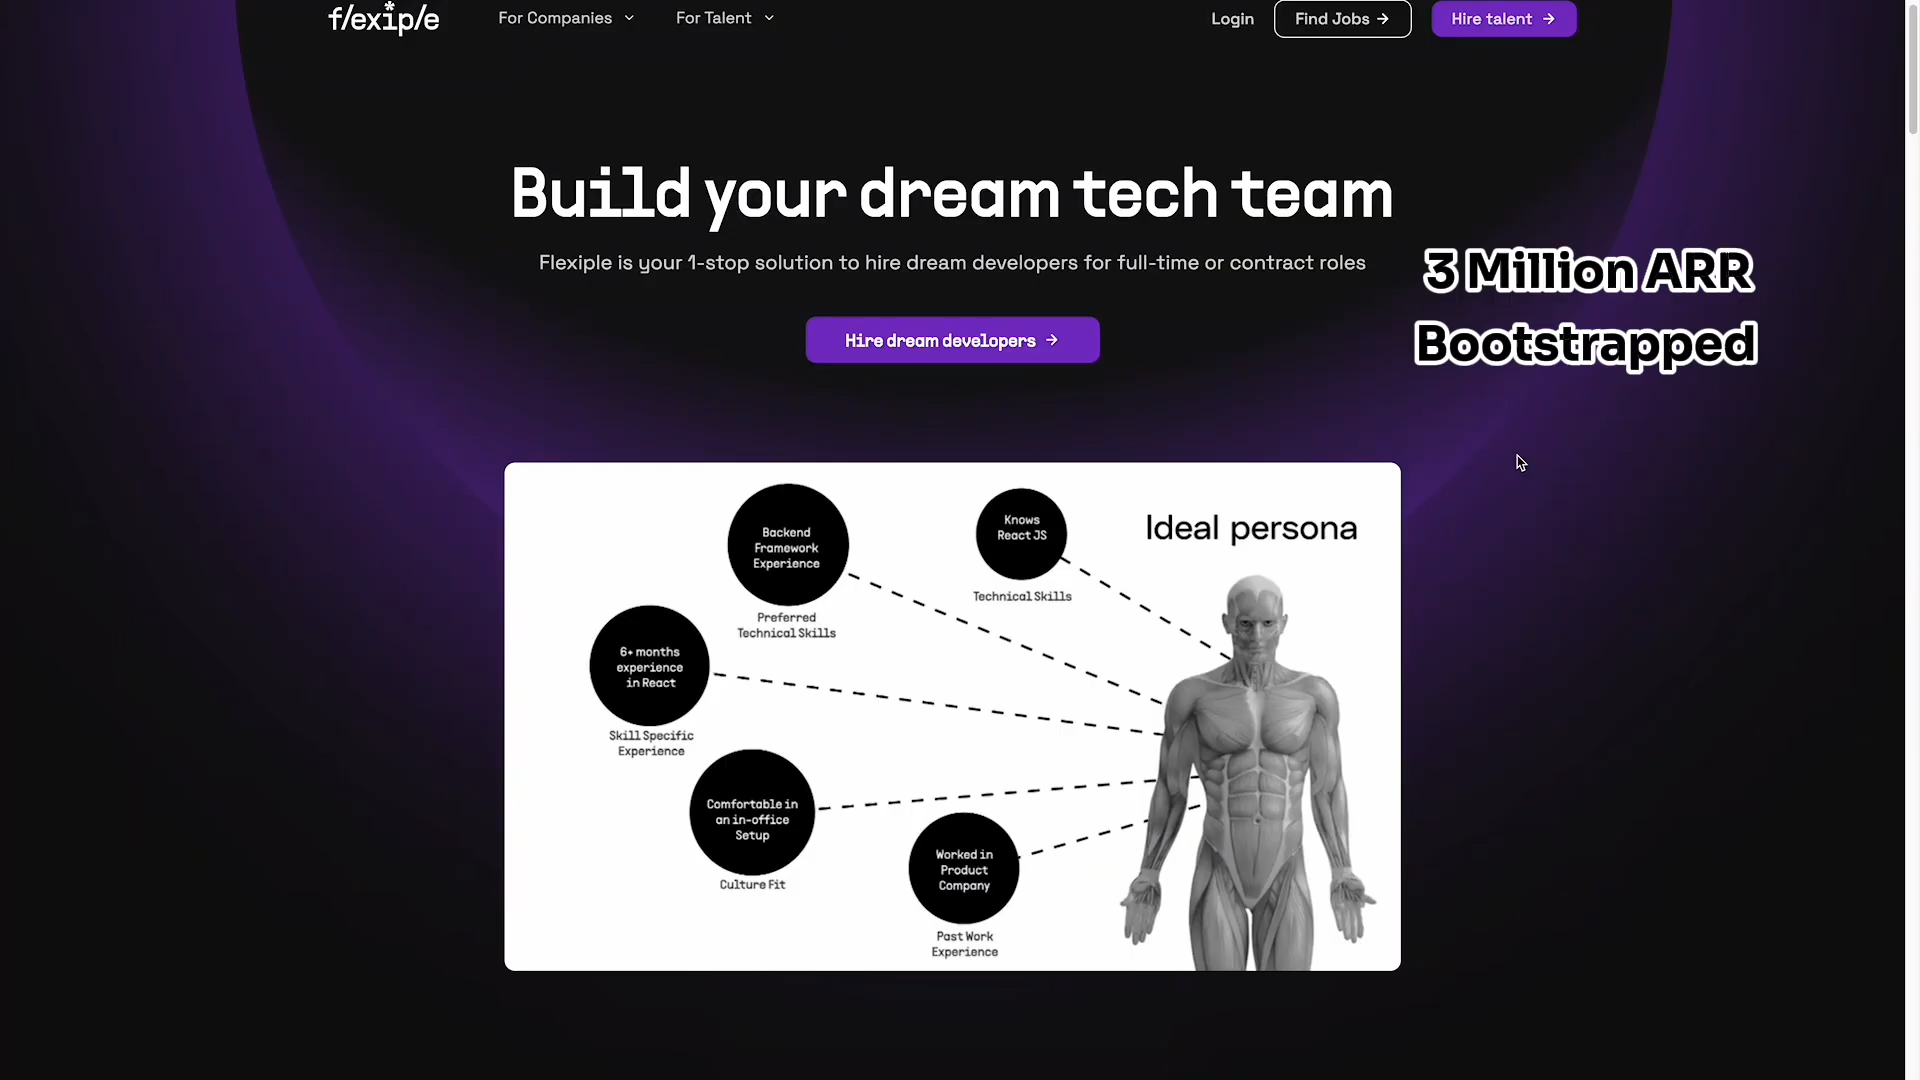 f/exip/e
For Companies
For Talent
Login
Find Jobs →
Hire talent →
Build your dream tech team
Flexiple is your 1-stop solution to hire dream developers for full-time or contract roles
3 Million ARR
Bootstrapped
Hire dream developers →
Ideal persona
Backend
Framework
Experience
Preferred
Technical Skills
Knows
React JS
Technical Skills
6+ months
experience
in React
Skill Specific
Experience
Comfortable in
an in-office
Setup
Culture Fit
Worked in
Product
Company
Past Work
Experience